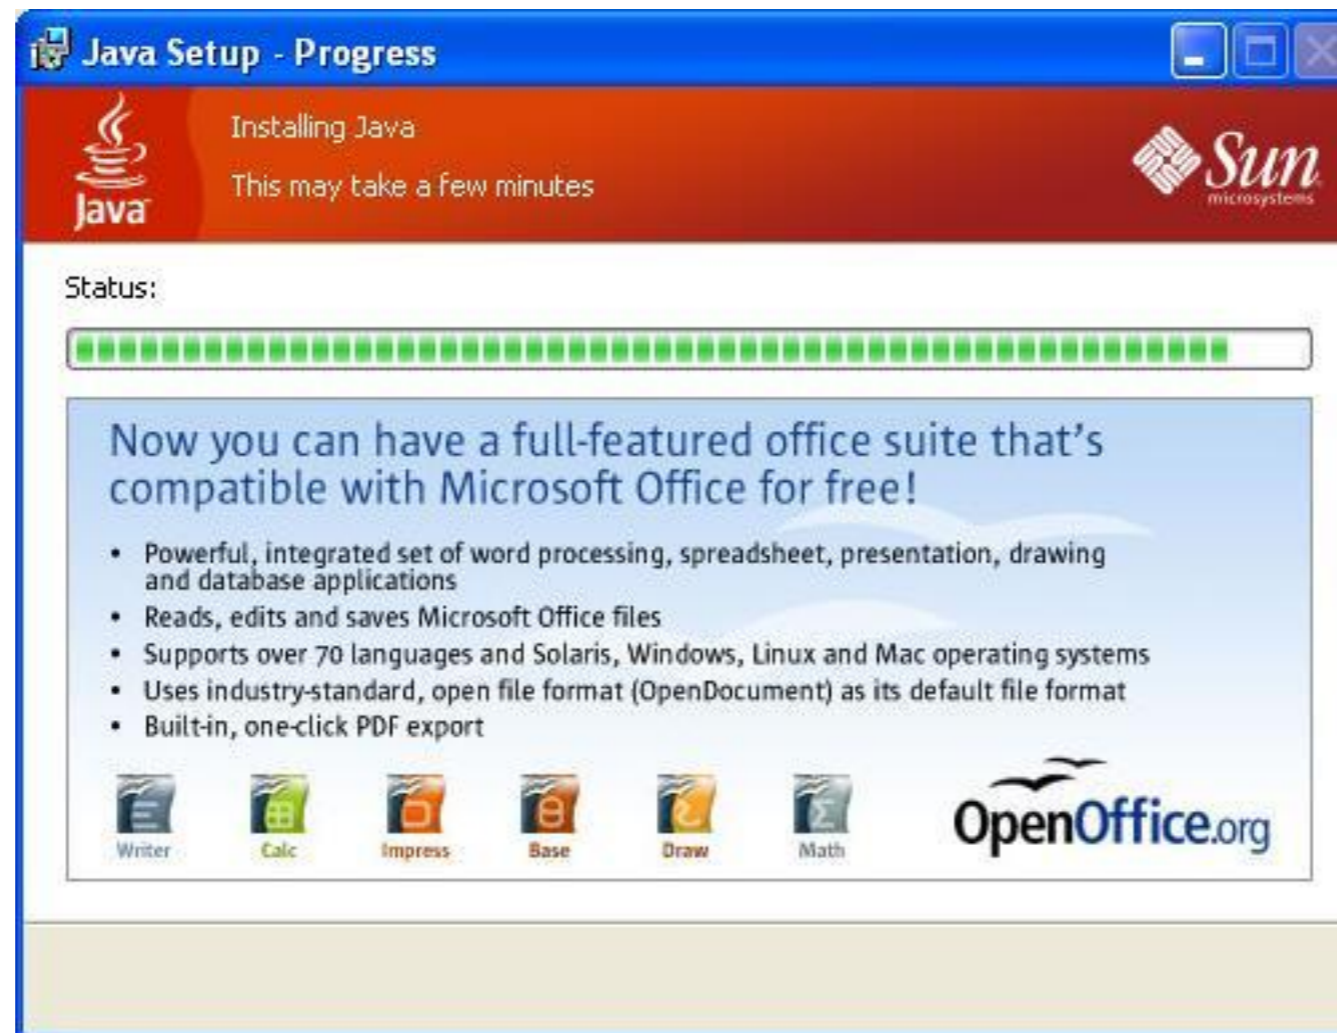 Java Setup - Progress
Installing Java
This may take a few minutes
Java
Sun
microsystems
Status:
Now you can have a full-featured office suite that's
compatible with Microsoft Office for free!
• Powerful, integrated set of word processing, spreadsheet, presentation, drawing
and database applications
• Reads, edits and saves Microsoft Office files
• Supports over 70 languages and Solaris, Windows, Linux and Mac operating systems
• Uses industry-standard, open file format (OpenDocument) as its default file format
• Built-in, one-click PDF export
Writer Calc Impress Base Draw Math
OpenOffice.org